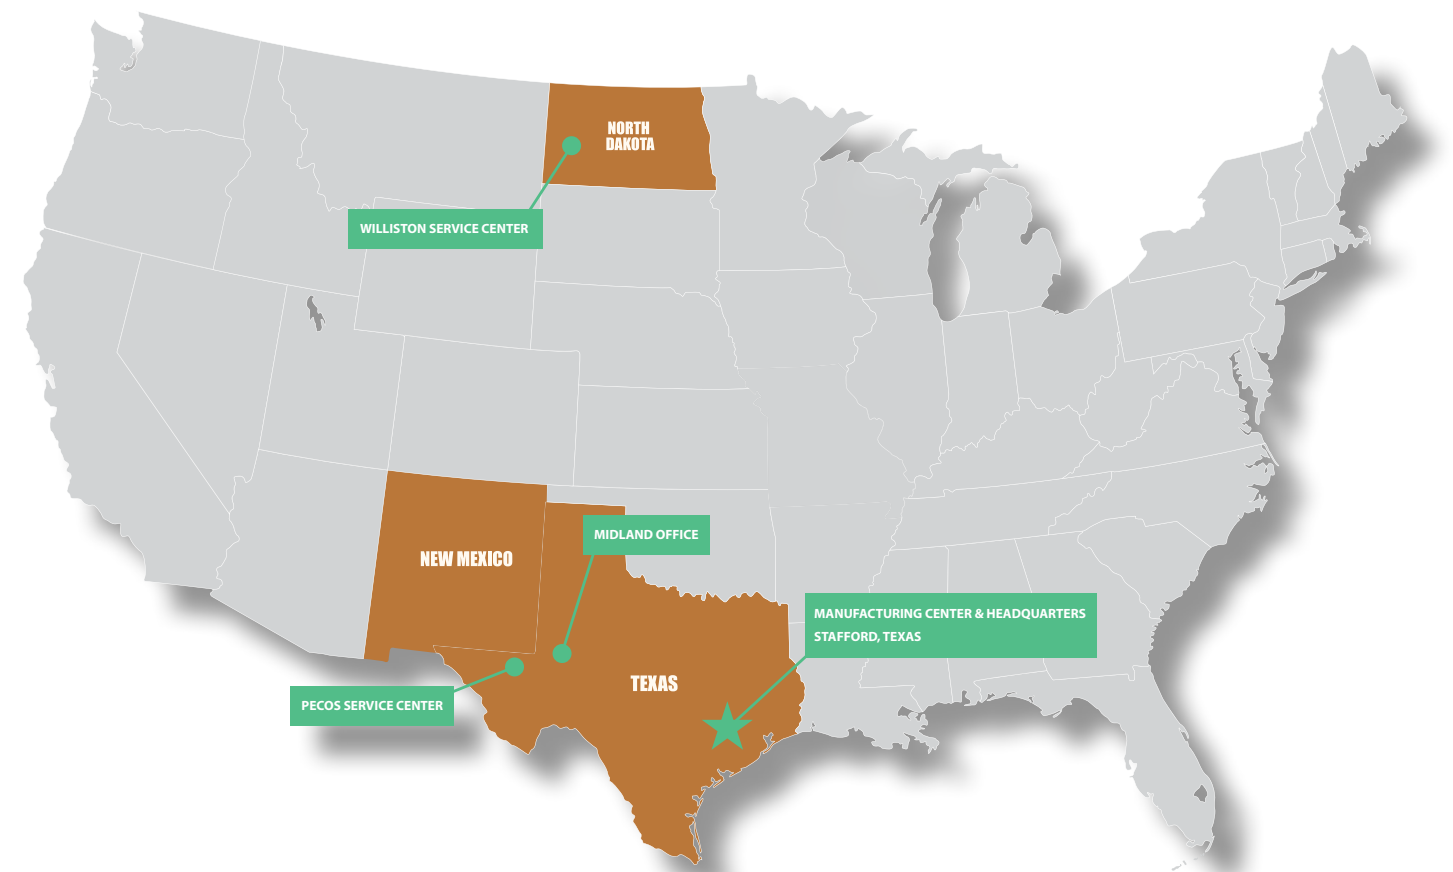 NORTH
DAKOTA
WILLISTON SERVICE CENTER
MIDLAND OFFICE
NEW MEXICO
MANUFACTURING CENTER & HEADQUARTERS
STAFFORD, TEXAS
TEXAS
PECOS SERVICE CENTER